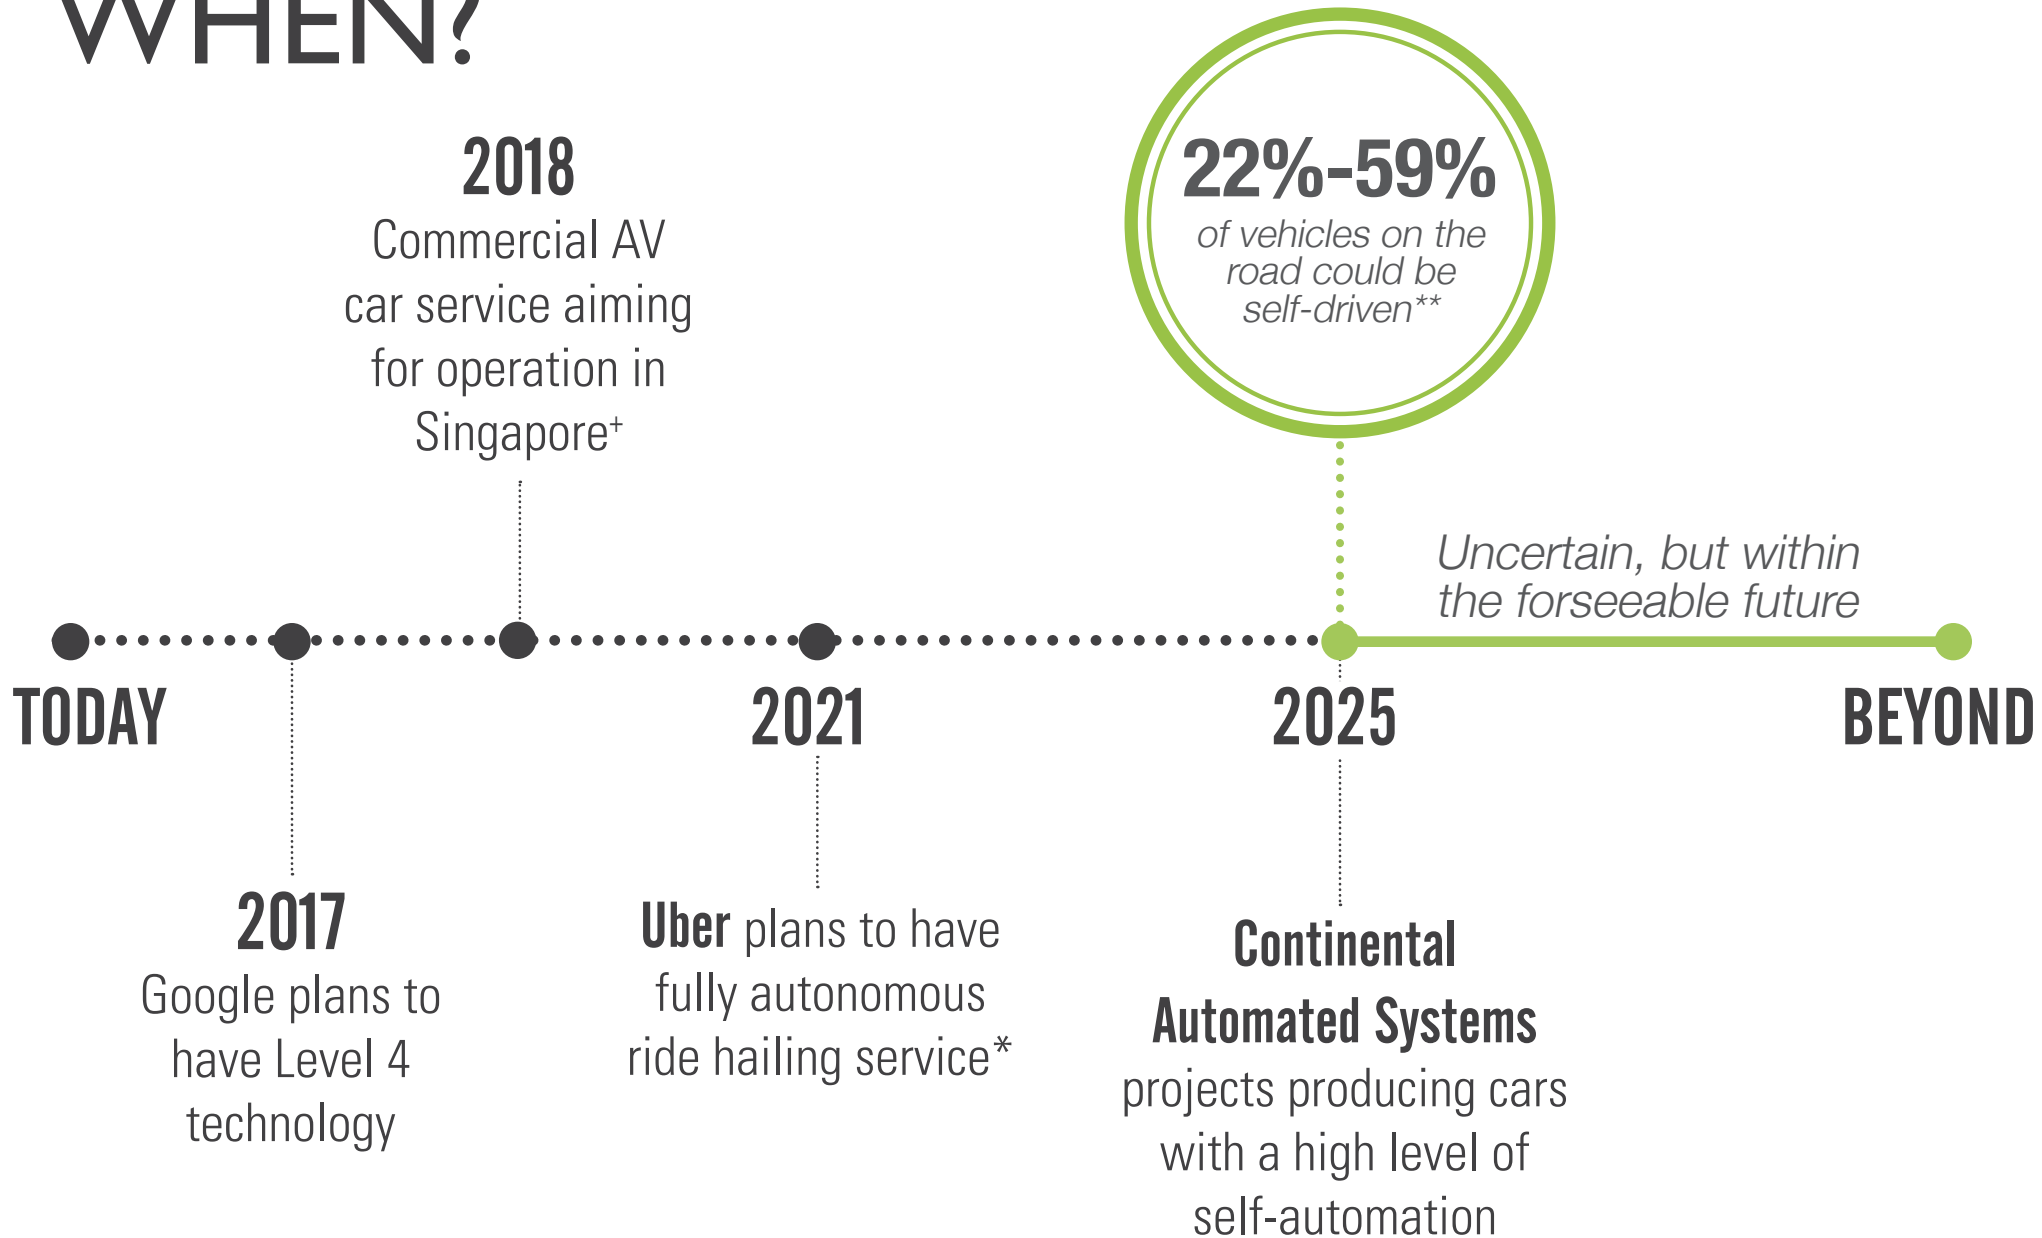 WHEN?
2018
Commercial AV
car service aiming
for operation in
Singapore+
22%-59%
of vehicles on the
road could be
self-driven**
Uncertain, but within
the forseeable future
TODAY
2021
2025
BEYOND
2017
Google plans to
have Level 4
technology
Uber plans to have
fully autonomous
ride hailing service*
Continental
Automated Systems
projects producing cars
with a high level of
self-automation